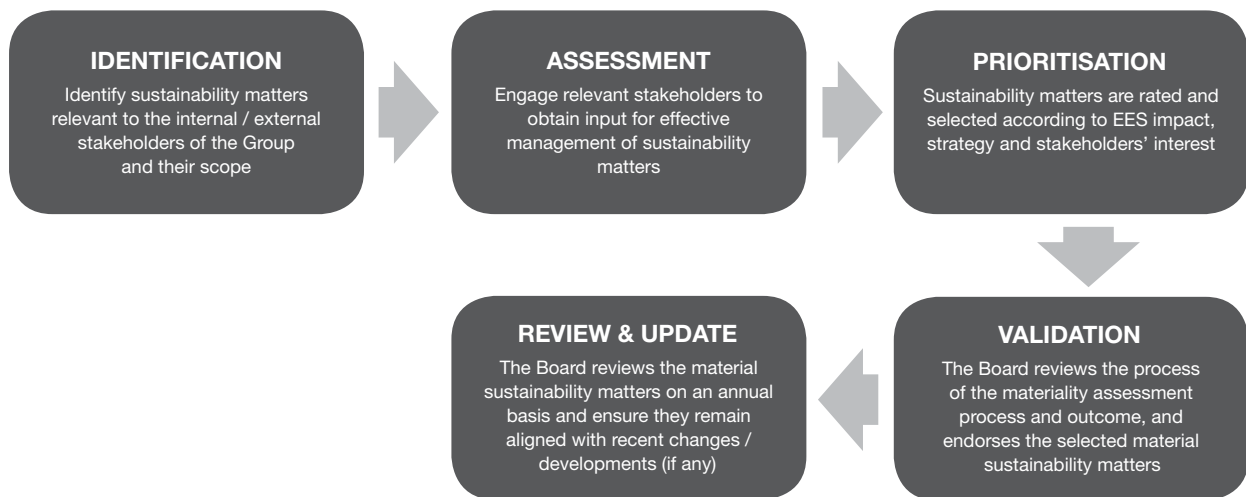 IDENTIFICATION
Identify sustainability matters
relevant to the internal / external
stakeholders of the Group
and their scope
ASSESSMENT
Engage relevant stakeholders to
obtain input for effective
management of sustainability
matters
PRIORITISATION
Sustainability matters are rated and
selected according to EES impact,
strategy and stakeholders’ interest
VALIDATION
The Board reviews the process
of the materiality assessment
process and outcome, and
endorses the selected material
sustainability matters
REVIEW & UPDATE
The Board reviews the material
sustainability matters on an annual
basis and ensure they remain
aligned with recent changes /
developments (if any)